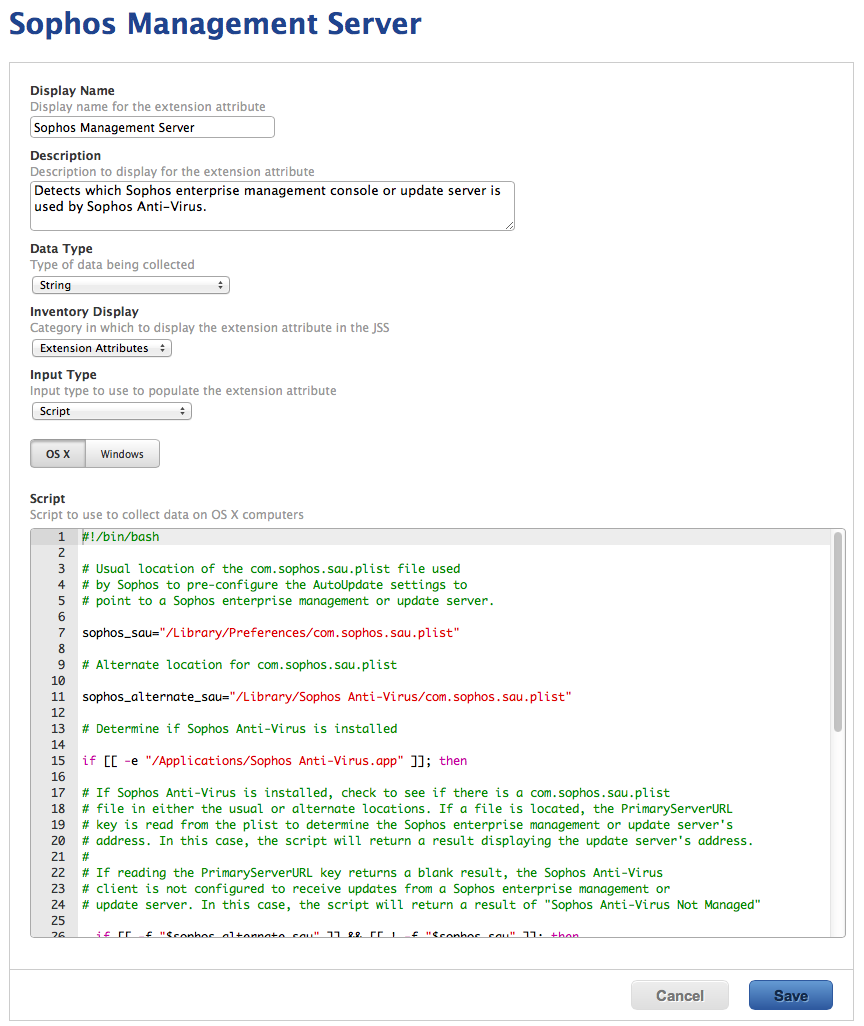 Sophos Management Server
Display Name
Display name for the extension attribute
Sophos Management Server
Description
Description to display for the extension attribute
Detects which Sophos enterprise management console or update server is
used by Sophos Anti-Virus.
Data Type
Type of data being collected
String
Inventory Display
Category in which to display the extension attribute in the JSS
Extension Attributes
Input Type
Input type to use to populate the extension attribute
Script
OS X Windows
Script
Script to use to collect data on OS X computers
1 #!/bin/bash
2
3 # Usual location of the com.sophos.sau.plist file used
4 # by Sophos to pre-configure the AutoUpdate settings to
5 # point to a Sophos enterprise management or update server.
6
7 sophos_sau="/Library/Preferences/com.sophos.sau.plist"
8
9 # Alternate location for com.sophos.sau.plist
10
11 sophos_alternate_sau="/Library/Sophos Anti-Virus/com.sophos.sau.plist"
12
13 # Determine if Sophos Anti-Virus is installed
14
15 if [[ -e "/Applications/Sophos Anti-Virus.app" ]]; then
16
17 # If Sophos Anti-Virus is installed, check to see if there is a com.sophos.sau.plist
18 # file in either the usual or alternate locations. If a file is located, the PrimaryServerURL
19 # key is read from the plist to determine the Sophos enterprise management or update server's
20 # address. In this case, the script will return a result displaying the update server's address.
21 #
22 # If reading the PrimaryServerURL key returns a blank result, the Sophos Anti-Virus
23 # client is not configured to receive updates from a Sophos enterprise management or
24 # update server. In this case, the script will return a result of "Sophos Anti-Virus Not Managed"
25
26 if [[ -f "$sophos_alternate_sau" ]] && [[ ! -f "$sophos_sau" ]]; then
Cancel Save